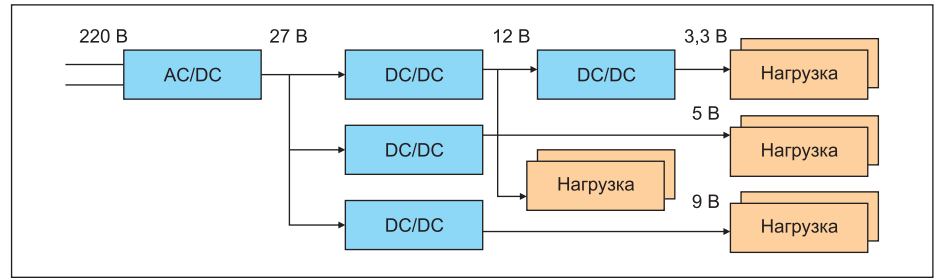 220 В
27 В
12 В
3,3 В
AC/DC
DC/DC
DC/DC
Нагрузка
5 В
DC/DC
Нагрузка
Нагрузка
9 В
DC/DC
Нагрузка